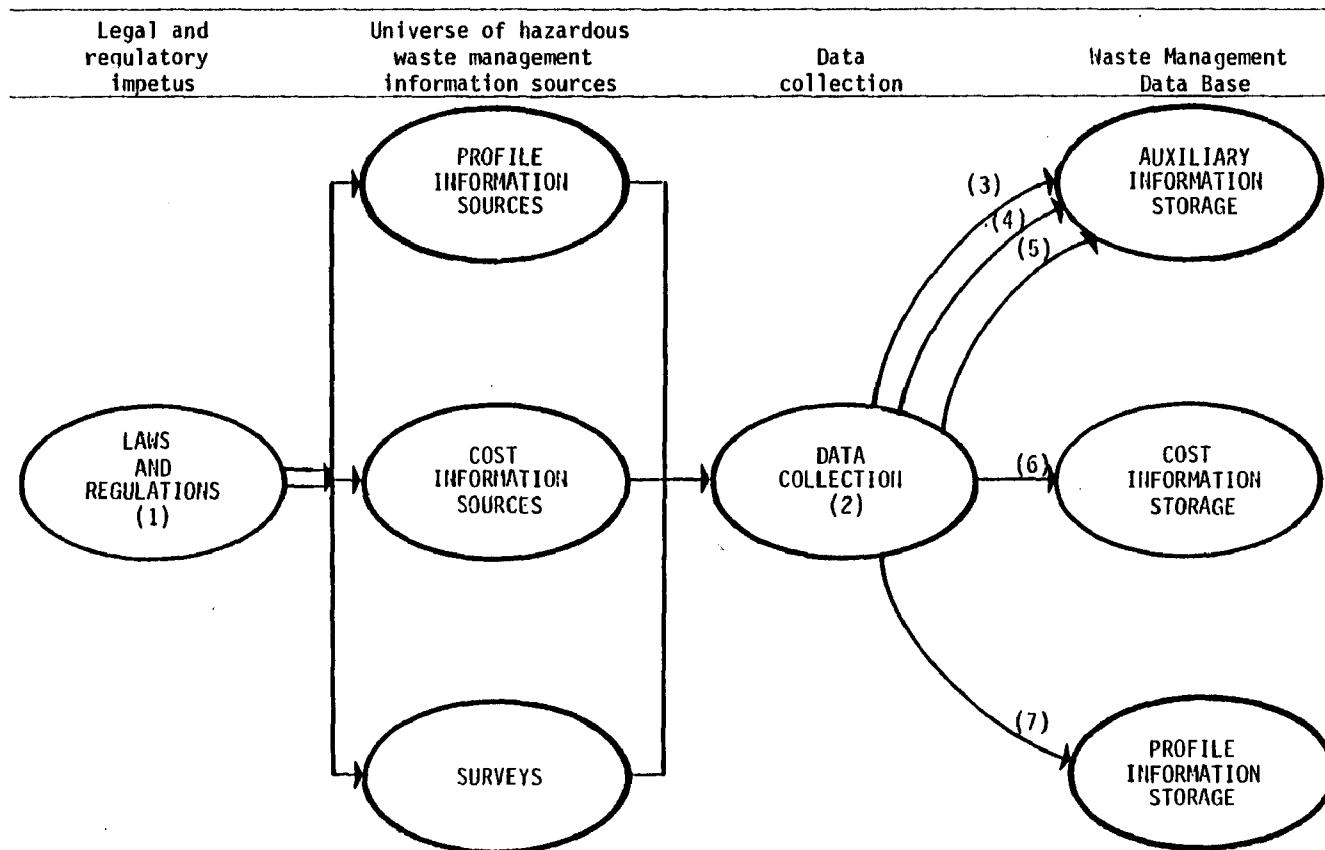 Legal and
regulatory
impetus
Universe of hazardous
waste management
information sources
Data
collection
Waste Management
Data Base
PROFILE
INFORMATION
SOURCES
AUXILIARY
INFORMATION
STORAGE
(3)
(4)
(5)
LAWS
AND
REGULATIONS
(1)
COST
INFORMATION
SOURCES
DATA
COLLECTION
(2)
(6)
COST
INFORMATION
STORAGE
(7)
SURVEYS
PROFILE
INFORMATION
STORAGE